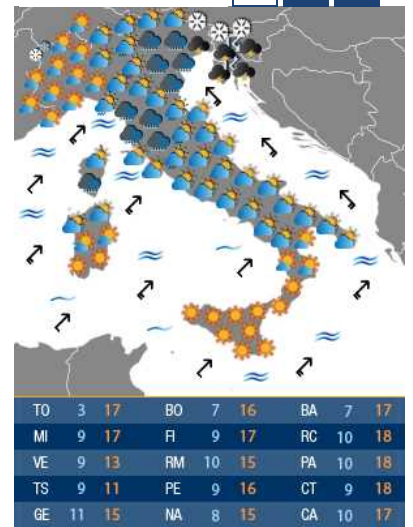 TO 3 17 BO 7 16 BA 7 17
MI 9 17 FI 9 17 RC 10 18
VE 9 13 RM 10 15 PA 10 18
TS 9 11 PE 9 16 CT 9 18
GE 11 15 NA 8 15 CA 10 17